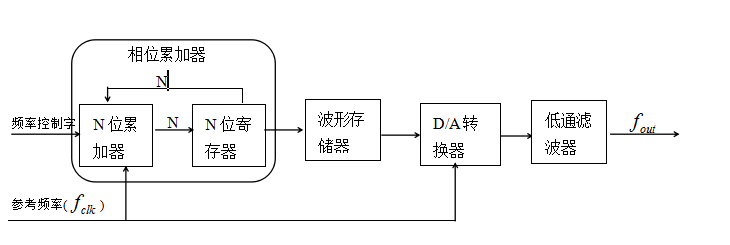 相位累加器
N
频率控制字
N 位累
加器
N
N 位寄
存器
波形存
储器
D/A转
换器
低通滤
波器
f_out
参考频率( f_clk )